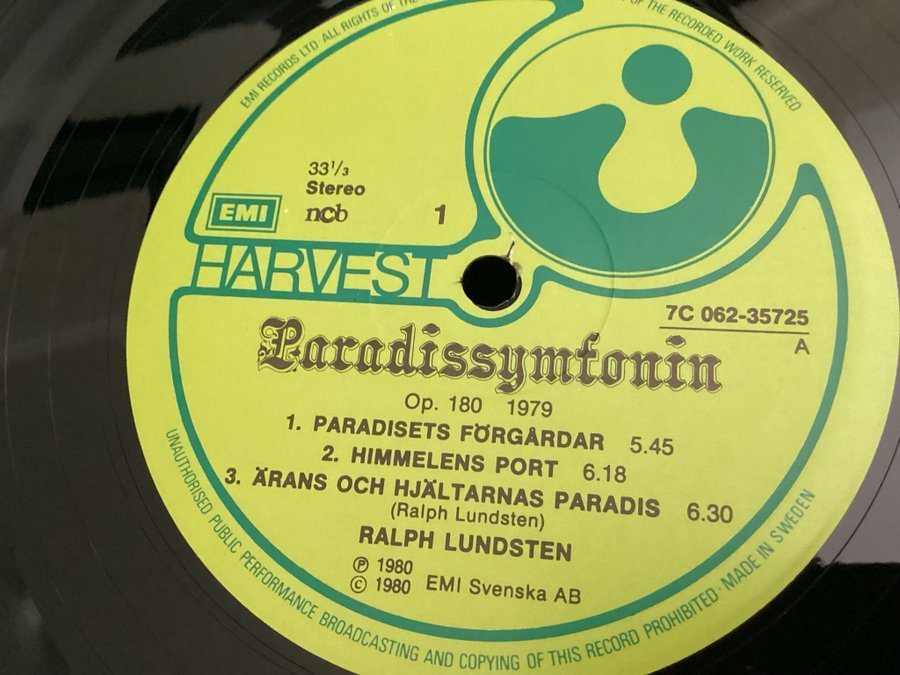 EMI RECORDS LTD ALL RIGHTS OF THE
OF THE RECORDED WORK RESERVED
33⅓
Stereo
EMI ncb 1
HARVEST
7C 062-35725
A
Paradissymfonin
Op. 180 1979
1. PARADISETS FÖRGÅRDAR 5.45
2. HIMMELENS PORT 6.18
3. ÄRANS OCH HJÄLTARNAS PARADIS 6.30
(Ralph Lundsten)
RALPH LUNDSTEN
℗ 1980
© 1980 EMI Svenska AB
UNAUTHORISED PUBLIC PERFORMANCE BROADCASTING AND COPYING OF THIS RECORD PROHIBITED · MADE IN SWEDEN